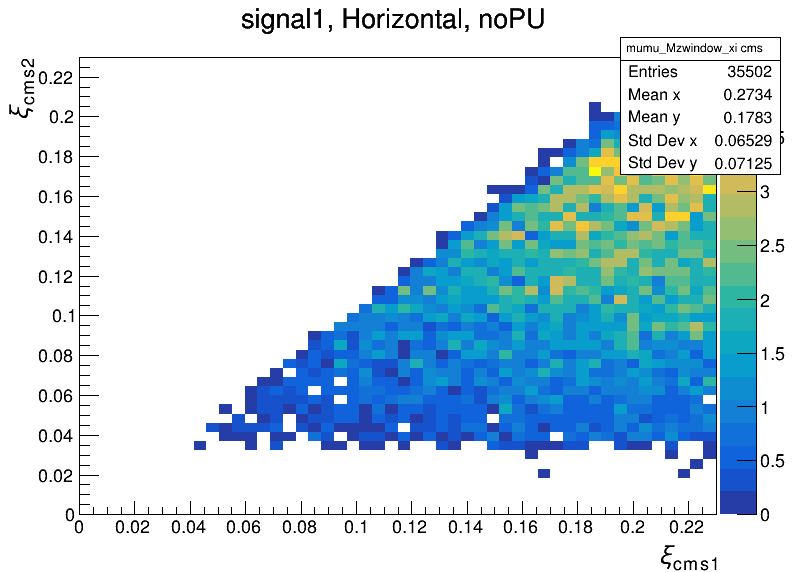 signal1, Horizontal, noPU
mumu_Mzwindow_xi cms
Entries 35502
Mean x 0.2734
Mean y 0.1783
Std Dev x 0.06529
Std Dev y 0.07125
ξcms2
0.22
0.2
0.18
0.16
0.14
0.12
0.1
0.08
0.06
0.04
0.02
0
0 0.02 0.04 0.06 0.08 0.1 0.12 0.14 0.16 0.18 0.2 0.22
ξcms1
3
2.5
2
1.5
1
0.5
0